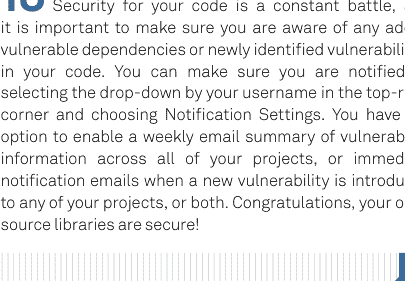 Security for your code is a constant battle,
it is important to make sure you are aware of any
vulnerable dependencies or newly identified
in your code. You can make sure you are notified
selecting the drop-down by your username in the
corner and choosing Notification Settings. You have
option to enable a weekly email summary of
information across all of your projects, or
notification emails when a new vulnerability is
to any of your projects, or both. Congratulations, your
source libraries are secure!